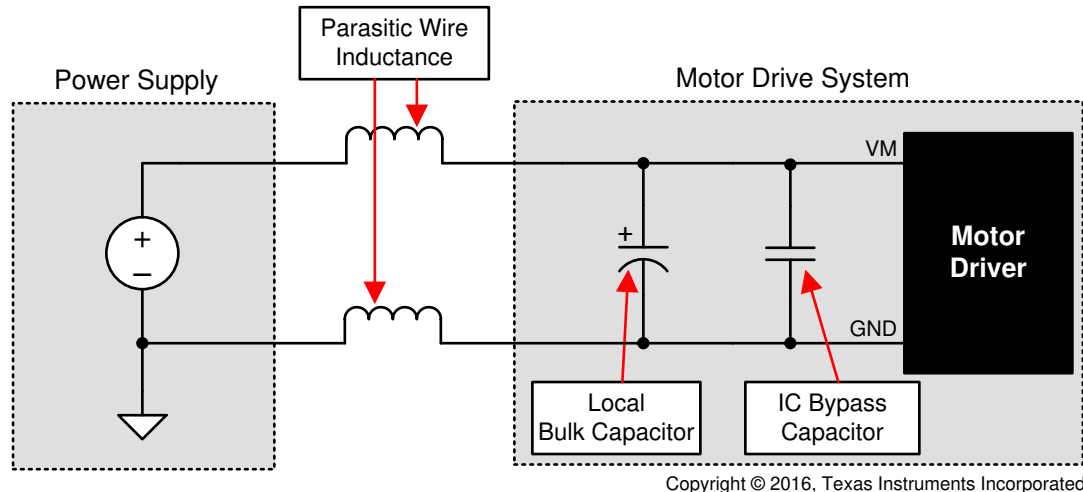 Parasitic Wire
Inductance
Power Supply
Motor Drive System
VM
+
–
+
Motor
Driver
GND
Local
Bulk Capacitor
IC Bypass
Capacitor
Copyright © 2016, Texas Instruments Incorporated